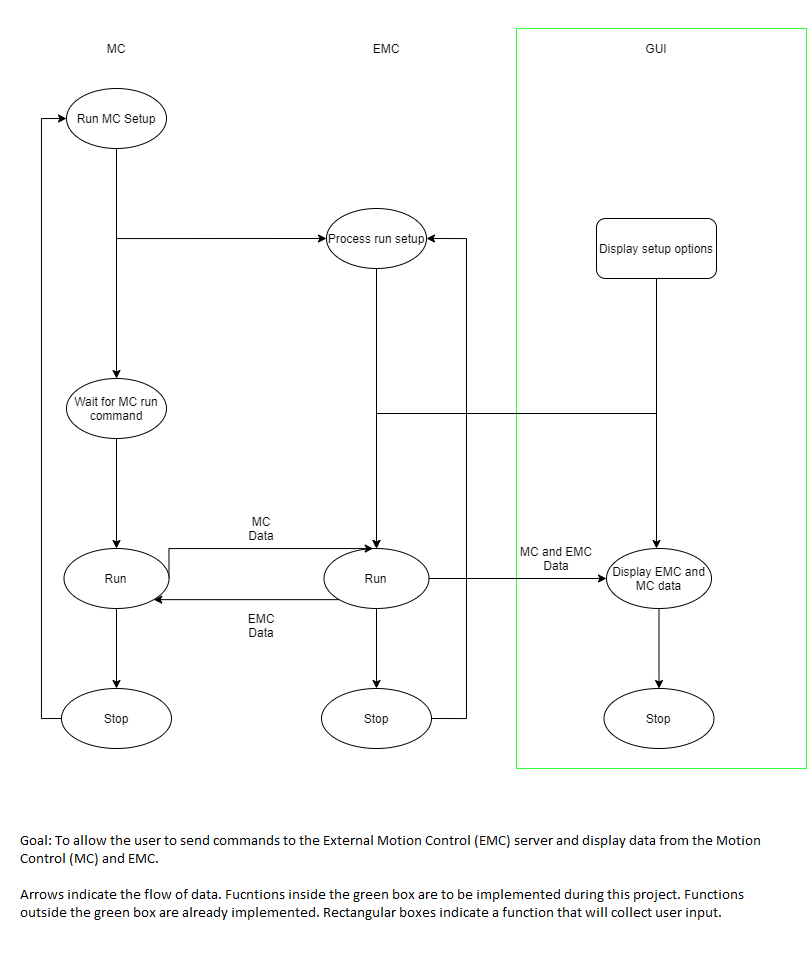 MC
EMC
GUI
Run MC Setup
Process run setup
Display setup options
Wait for MC run
command
MC
Data
MC and EMC
Data
Run
Run
Display EMC and
MC data
EMC
Data
Stop
Stop
Stop
Goal: To allow the user to send commands to the External Motion Control (EMC) server and display data from the Motion
Control (MC) and EMC.
Arrows indicate the flow of data. Fucntions inside the green box are to be implemented during this project. Functions
outside the green box are already implemented. Rectangular boxes indicate a function that will collect user input.